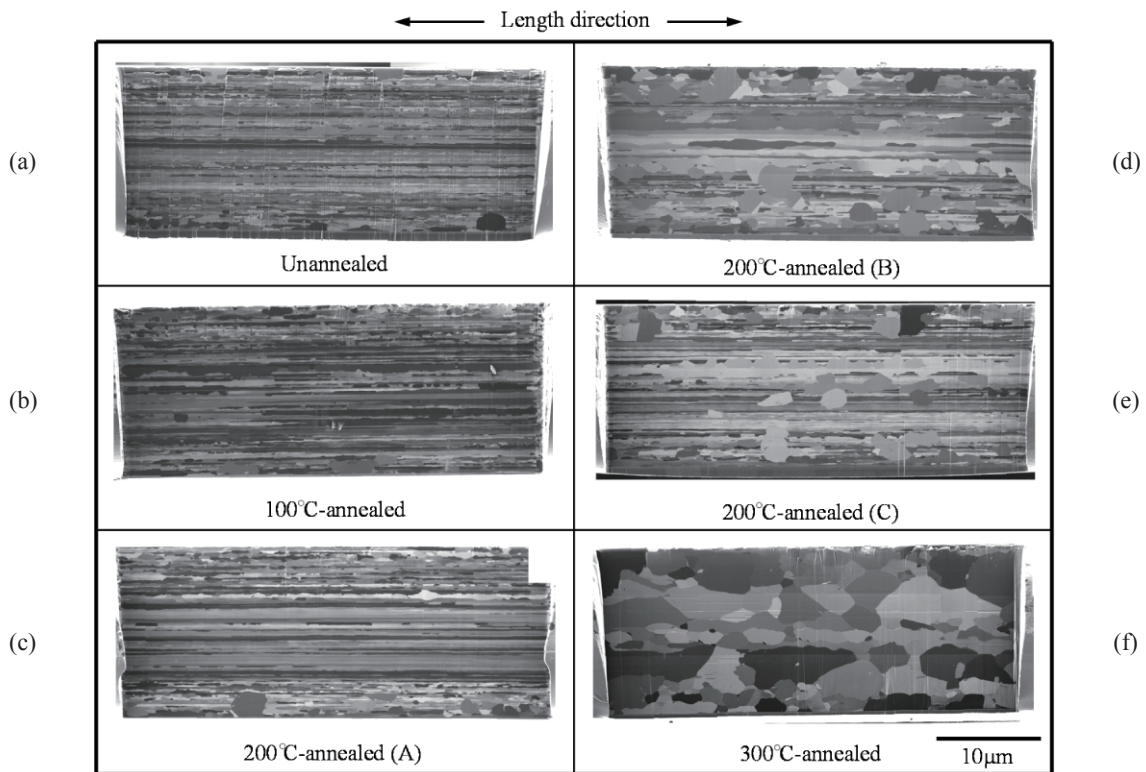 Length direction
(a)
Unannealed
(d)
200℃-annealed (B)
(b)
100℃-annealed
(e)
200℃-annealed (C)
(c)
200℃-annealed (A)
(f)
300℃-annealed
10μm